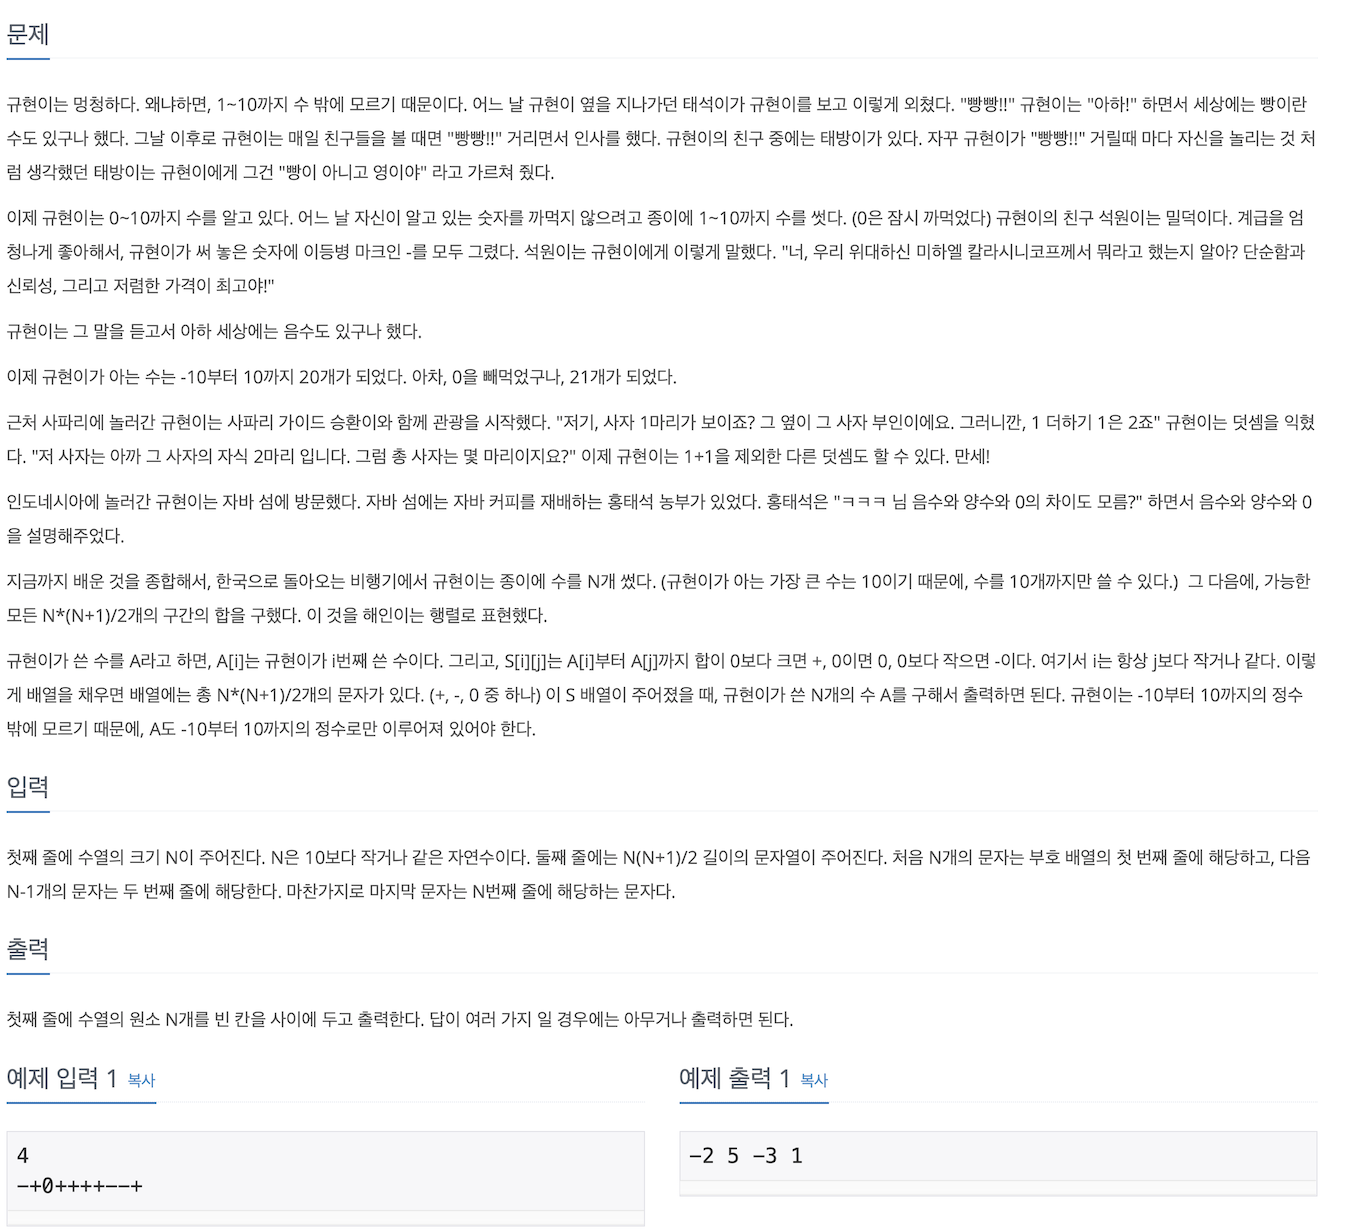 문제
규현이는 멍청하다. 왜냐하면, 1~10까지 수 밖에 모르기 때문이다. 어느 날 규현이 옆을 지나가던 태석이가 규현이를 보고 이렇게 외쳤다. "빵빵!!" 규현이는 "아하!" 하면서 세상에는 빵이란
수도 있구나 했다. 그날 이후로 규현이는 매일 친구들을 볼 때면 "빵빵!!" 거리면서 인사를 했다. 규현이의 친구 중에는 태방이가 있다. 자꾸 규현이가 "빵빵!!" 거릴때 마다 자신을 놀리는 것 처
럼 생각했던 태방이는 규현이에게 그건 "빵이 아니고 영이야" 라고 가르쳐 줬다.
이제 규현이는 0~10까지 수를 알고 있다. 어느 날 자신이 알고 있는 숫자를 까먹지 않으려고 종이에 1~10까지 수를 썻다. (0은 잠시 까먹었다) 규현이의 친구 석원이는 밀덕이다. 계급을 엄
청나게 좋아해서, 규현이가 써 놓은 숫자에 이등병 마크인 -를 모두 그렸다. 석원이는 규현이에게 이렇게 말했다. "너, 우리 위대하신 미하엘 칼라시니코프께서 뭐라고 했는지 알아? 단순함과
신뢰성, 그리고 저렴한 가격이 최고야!"
규현이는 그 말을 듣고서 아하 세상에는 음수도 있구나 했다.
이제 규현이가 아는 수는 -10부터 10까지 20개가 되었다. 아차, 0을 빼먹었구나, 21개가 되었다.
근처 사파리에 놀러간 규현이는 사파리 가이드 승환이와 함께 관광을 시작했다. "저기, 사자 1마리가 보이죠? 그 옆이 그 사자 부인이에요. 그러니깐, 1 더하기 1은 2죠" 규현이는 덧셈을 익혔
다. "저 사자는 아까 그 사자의 자식 2마리 입니다. 그럼 총 사자는 몇 마리이지요?" 이제 규현이는 1+1을 제외한 다른 덧셈도 할 수 있다. 만세!
인도네시아에 놀러간 규현이는 자바 섬에 방문했다. 자바 섬에는 자바 커피를 재배하는 홍태석 농부가 있었다. 홍태석은 "ㅋㅋㅋ 님 음수와 양수와 0의 차이도 모름?" 하면서 음수와 양수와 0
을 설명해주었다.
지금까지 배운 것을 종합해서, 한국으로 돌아오는 비행기에서 규현이는 종이에 수를 N개 썼다. (규현이가 아는 가장 큰 수는 10이기 때문에, 수를 10개까지만 쓸 수 있다.)  그 다음에, 가능한
모든 N*(N+1)/2개의 구간의 합을 구했다. 이 것을 해인이는 행렬로 표현했다.
규현이가 쓴 수를 A라고 하면, A[i]는 규현이가 i번째 쓴 수이다. 그리고, S[i][j]는 A[i]부터 A[j]까지 합이 0보다 크면 +, 0이면 0, 0보다 작으면 -이다. 여기서 i는 항상 j보다 작거나 같다. 이렇
게 배열을 채우면 배열에는 총 N*(N+1)/2개의 문자가 있다. (+, -, 0 중 하나) 이 S 배열이 주어졌을 때, 규현이가 쓴 N개의 수 A를 구해서 출력하면 된다. 규현이는 -10부터 10까지의 정수
밖에 모르기 때문에, A도 -10부터 10까지의 정수로만 이루어져 있어야 한다.
입력
첫째 줄에 수열의 크기 N이 주어진다. N은 10보다 작거나 같은 자연수이다. 둘째 줄에는 N(N+1)/2 길이의 문자열이 주어진다. 처음 N개의 문자는 부호 배열의 첫 번째 줄에 해당하고, 다음
N-1개의 문자는 두 번째 줄에 해당한다. 마찬가지로 마지막 문자는 N번째 줄에 해당하는 문자다.
출력
첫째 줄에 수열의 원소 N개를 빈 칸을 사이에 두고 출력한다. 답이 여러 가지 일 경우에는 아무거나 출력하면 된다.
예제 입력 1 복사
4
-+0++++--+
예제 출력 1 복사
-2 5 -3 1